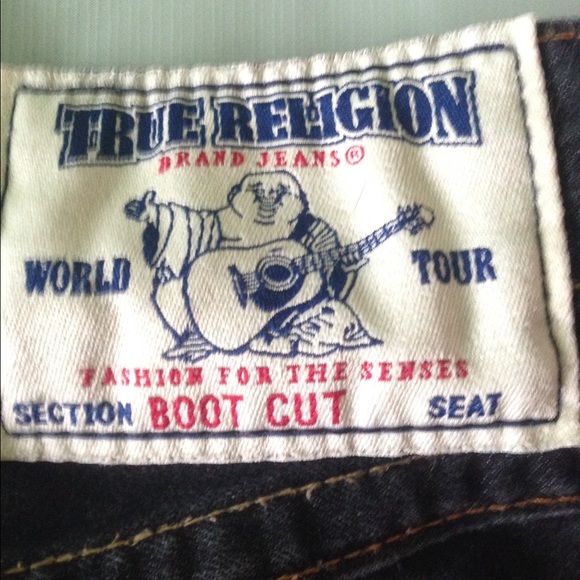 TRUE RELIGION
BRAND JEANS®
WORLD TOUR
FASHION FOR THE SENSES
SECTION BOOT CUT SEAT